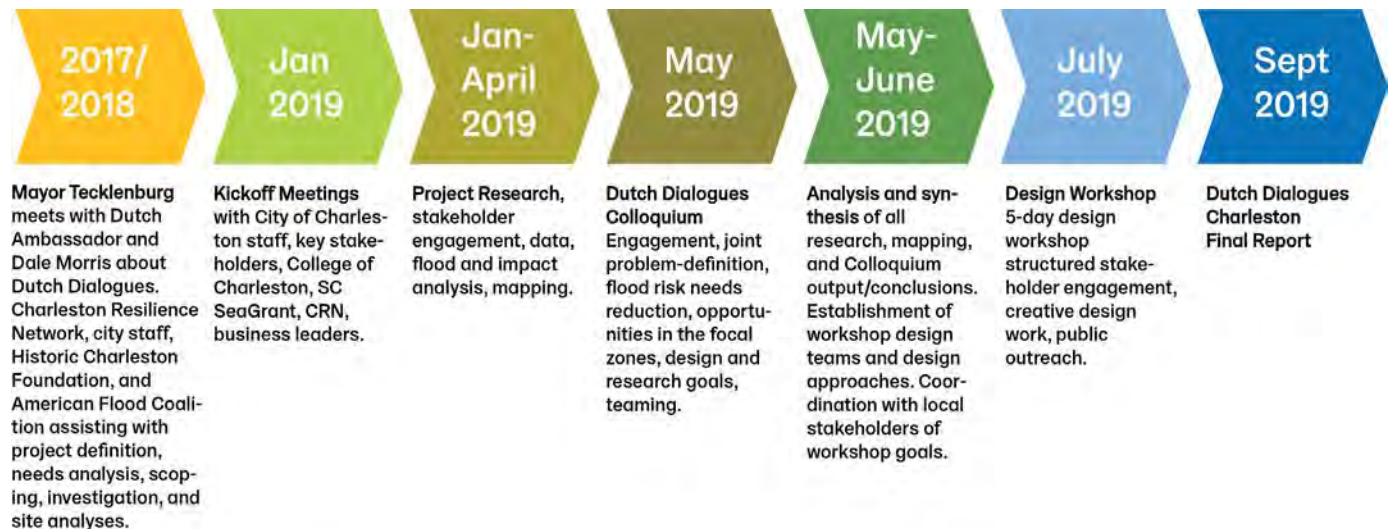 2017/
2018
Mayor Tecklenburg
meets with Dutch
Ambassador and
Dale Morris about
Dutch Dialogues.
Charleston Resilience
Network, city staff,
Historic Charleston
Foundation, and
American Flood Coali-
tion assisting with
project definition,
needs analysis, scop-
ing, investigation, and
site analyses.
Jan
2019
Kickoff Meetings
with City of Charles-
ton staff, key stake-
holders, College of
Charleston, SC
SeaGrant, CRN,
business leaders.
Jan-
April
2019
Project Research,
stakeholder
engagement, data,
flood and impact
analysis, mapping.
May
2019
Dutch Dialogues
Colloquium
Engagement, joint
problem-definition,
flood risk needs
reduction, opportu-
nities in the focal
zones, design and
research goals,
teaming.
May-
June
2019
Analysis and syn-
thesis of all
research, mapping,
and Colloquium
output/conclusions.
Establishment of
workshop design
teams and design
approaches. Coor-
dination with local
stakeholders of
workshop goals.
July
2019
Design Workshop
5-day design
workshop
structured stake-
holder engagement,
creative design
work, public
outreach.
Sept
2019
Dutch Dialogues
Charleston
Final Report